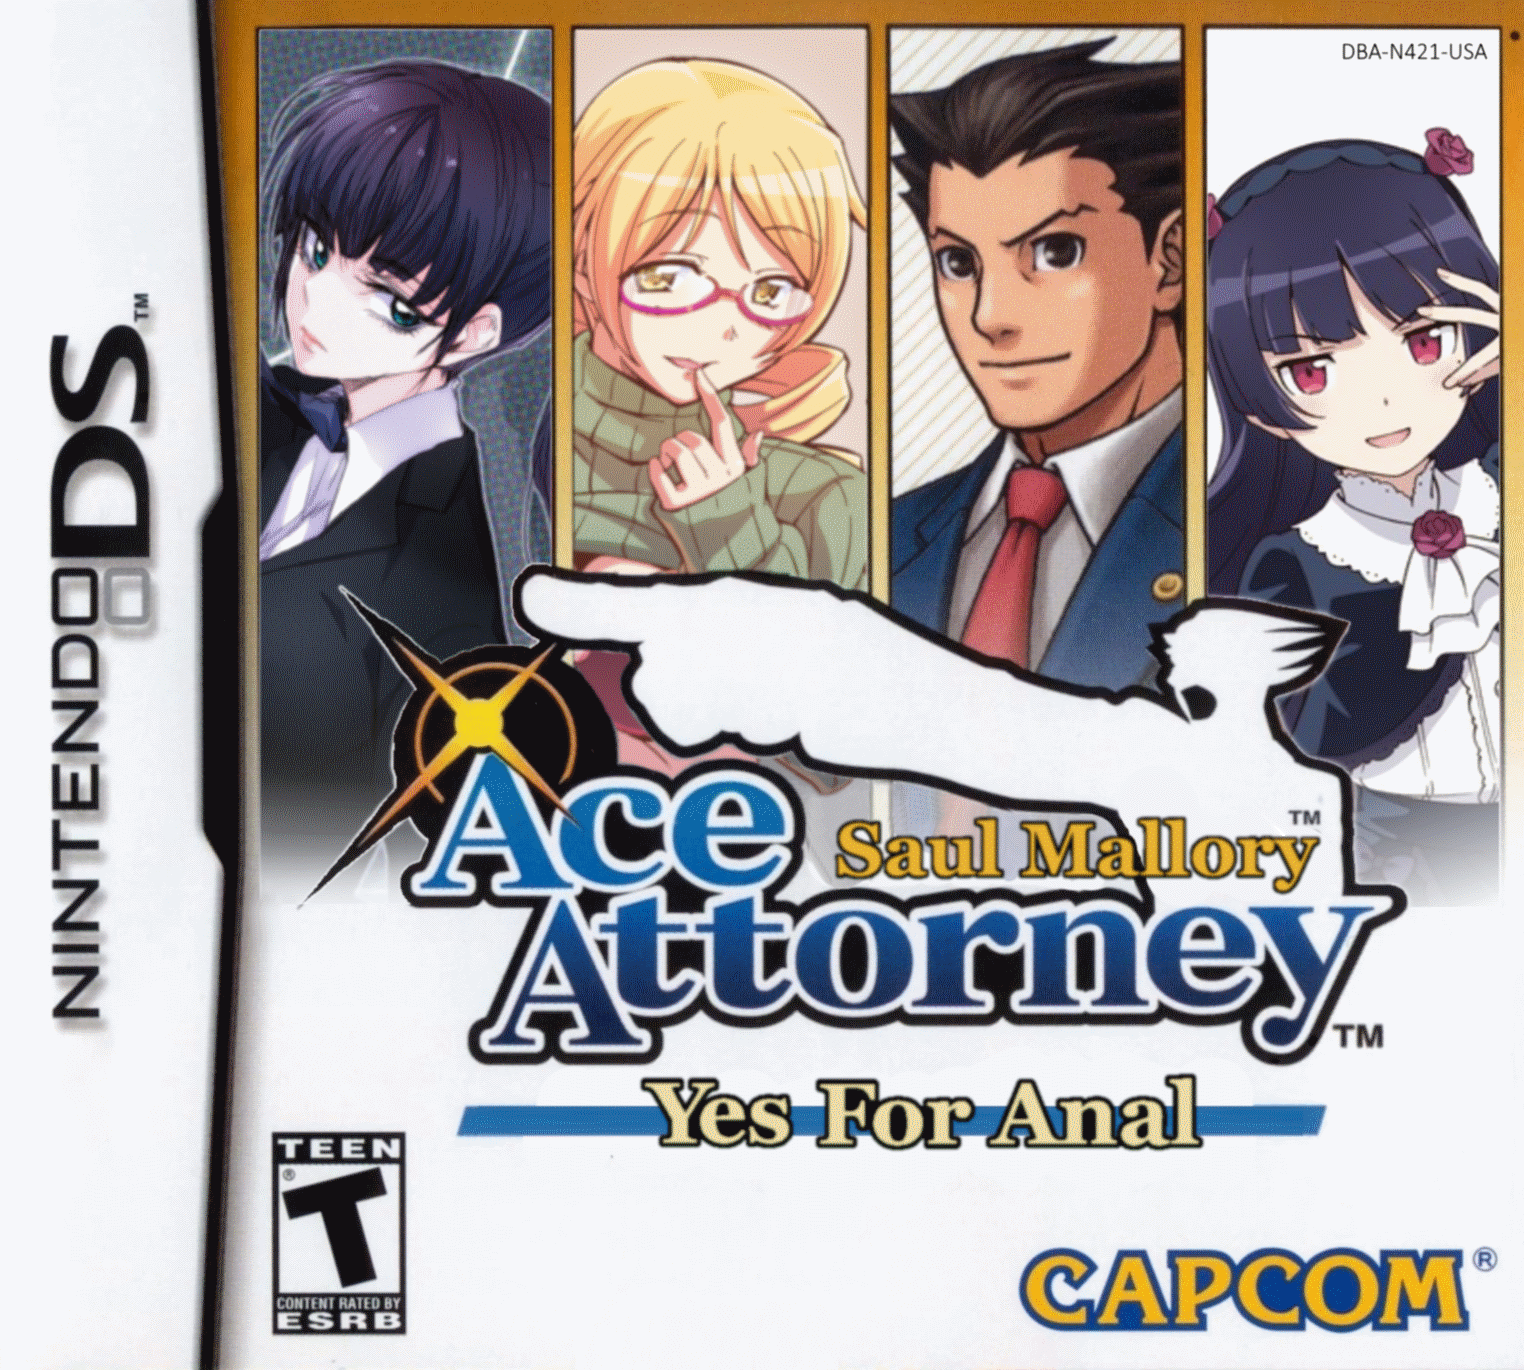 DBA-N421-USA
NINTENDO DS™
Ace
Saul Mallory™
Attorney™
Yes For Anal
TEEN
®
T
CONTENT RATED BY
ESRB
CAPCOM®